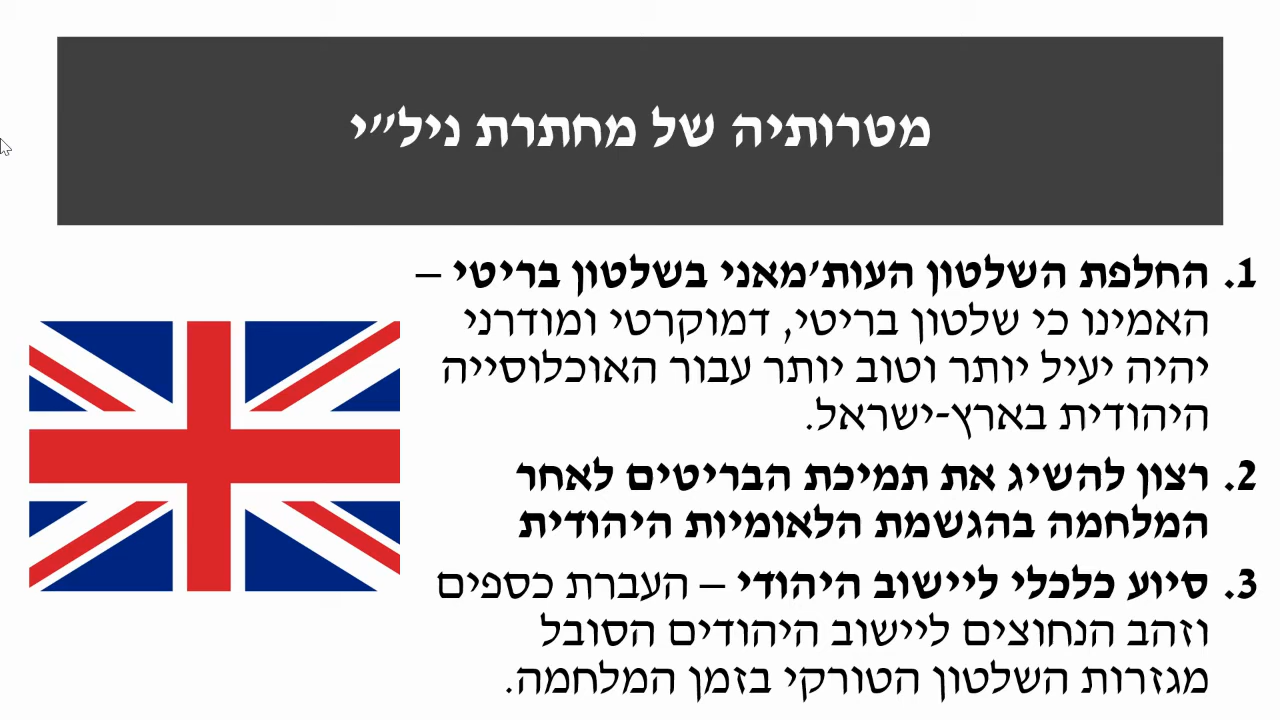 מטרותיה של מחתרת ניל״י
1. החלפת השלטון העות׳מאני בשלטון בריטי –
האמינו כי שלטון בריטי, דמוקרטי ומודרני
יהיה יעיל יותר וטוב יותר עבור האוכלוסייה
היהודית בארץ-ישראל.
2. רצון להשיג את תמיכת הבריטים לאחר
המלחמה בהגשמת הלאומיות היהודית
3. סיוע כלכלי ליישוב היהודי – העברת כספים
וזהב הנחוצים ליישוב היהודים הסובל
מגזרות השלטון הטורקי בזמן המלחמה.